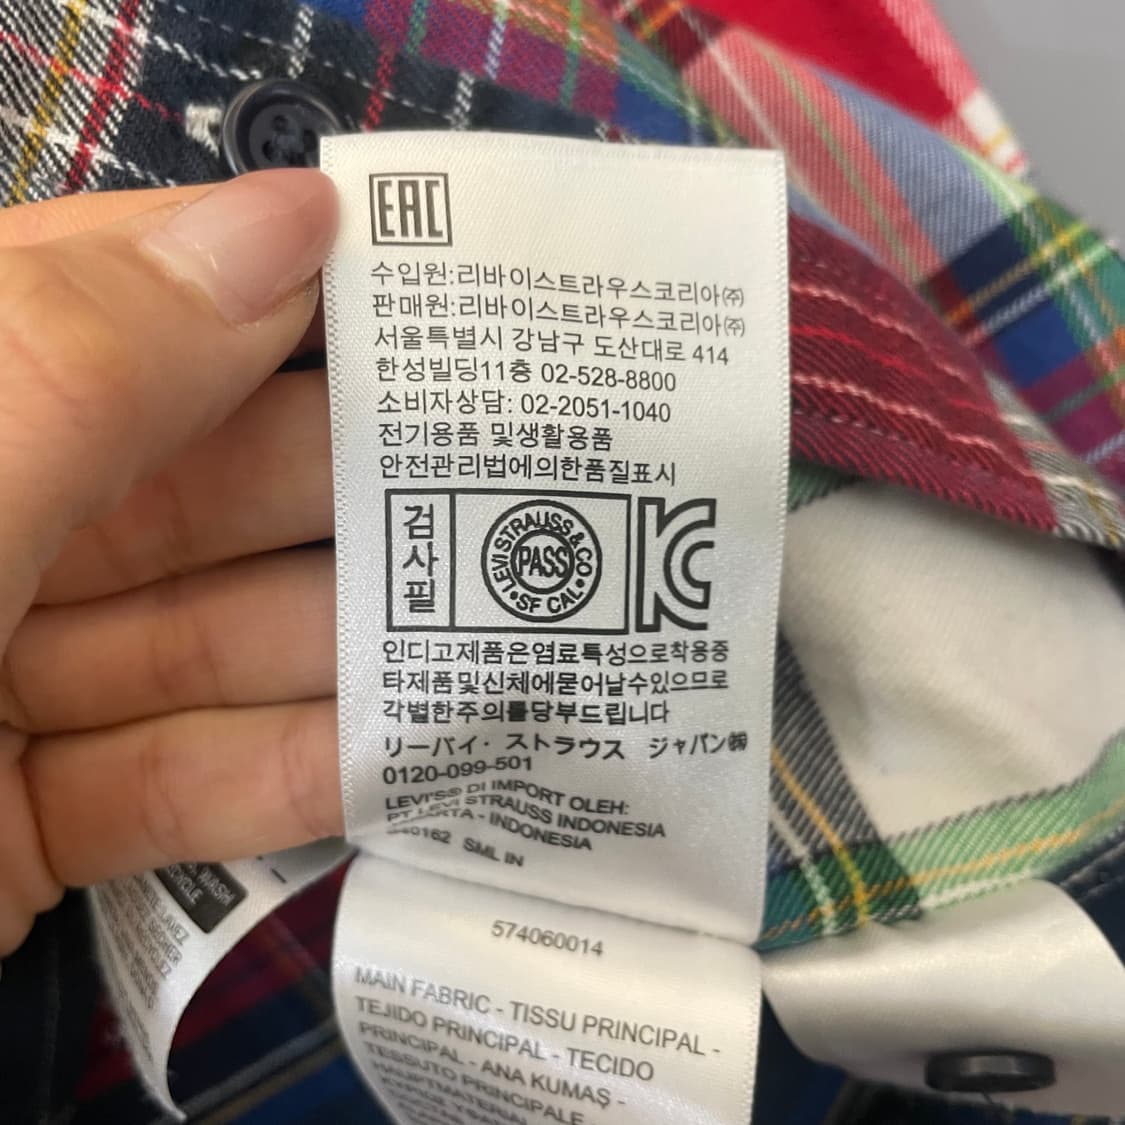 EAC
수입원:리바이스트라우스코리아㈜
판매원:리바이스트라우스코리아㈜
서울특별시 강남구 도산대로 414
한성빌딩11층 02-528-8800
소비자상담: 02-2051-1040
전기용품 및생활용품
안전관리법에의한품질표시
검사필
LEVI STRAUSS & CO
PASS
SF CAL
KC
인디고제품은염료특성으로착용중
타제품및신체에묻어날수있으므로
각별한주의를당부드립니다
リーバイ・ストラウス ジャパン㈱
0120-099-501
LEVI'S® DI IMPORT OLEH:
PT LEVI STRAUSS INDONESIA
- INDONESIA
SML IN
574060014
MAIN FABRIC - TISSU PRINCIPAL -
TEJIDO PRINCIPAL - TECIDO
PRINCIPAL - ANA KUMAŞ -
TESSUTO PRINCIPALE
HAUPTMATERIAL